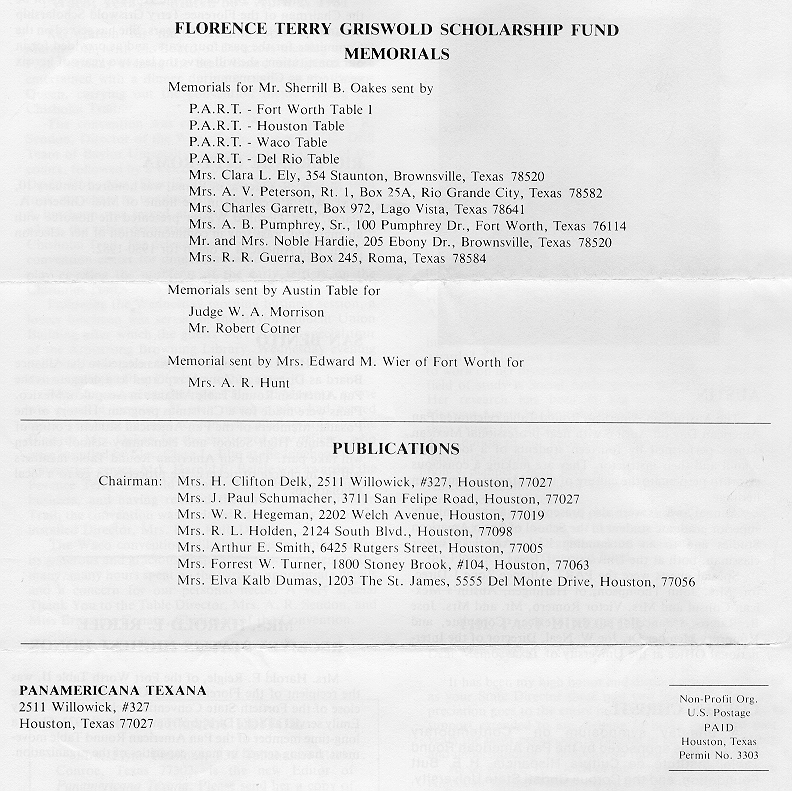 FLORENCE TERRY GRISWOLD SCHOLARSHIP FUND
MEMORIALS
Memorials for Mr. Sherrill B. Oakes sent by
P.A.R.T. - Fort Worth Table I
P.A.R.T. - Houston Table
P.A.R.T. - Waco Table
P.A.R.T. - Del Rio Table
Mrs. Clara L. Ely, 354 Staunton, Brownsville, Texas 78520
Mrs. A. V. Peterson, Rt. 1, Box 25A, Rio Grande City, Texas 78582
Mrs. Charles Garrett, Box 972, Lago Vista, Texas 78641
Mrs. A. B. Pumphrey, Sr., 100 Pumphrey Dr., Fort Worth, Texas 76114
Mr. and Mrs. Noble Hardie, 205 Ebony Dr., Brownsville, Texas 78520
Mrs. R. R. Guerra, Box 245, Roma, Texas 78584
Memorials sent by Austin Table for
Judge W. A. Morrison
Mr. Robert Cotner
Memorial sent by Mrs. Edward M. Wier of Fort Worth for
Mrs. A. R. Hunt
PUBLICATIONS
Chairman: Mrs. H. Clifton Delk, 2511 Willowick, #327, Houston, 77027
Mrs. J. Paul Schumacher, 3711 San Felipe Road, Houston, 77027
Mrs. W. R. Hegeman, 2202 Welch Avenue, Houston, 77019
Mrs. R. L. Holden, 2124 South Blvd., Houston, 77098
Mrs. Arthur E. Smith, 6425 Rutgers Street, Houston, 77005
Mrs. Forrest W. Turner, 1800 Stoney Brook, #104, Houston, 77063
Mrs. Elva Kalb Dumas, 1203 The St. James, 5555 Del Monte Drive, Houston, 77056
PANAMERICANA TEXANA
2511 Willowick, #327
Houston, Texas 77027
Non-Profit Org.
U.S. Postage
PAID
Houston, Texas
Permit No. 3303